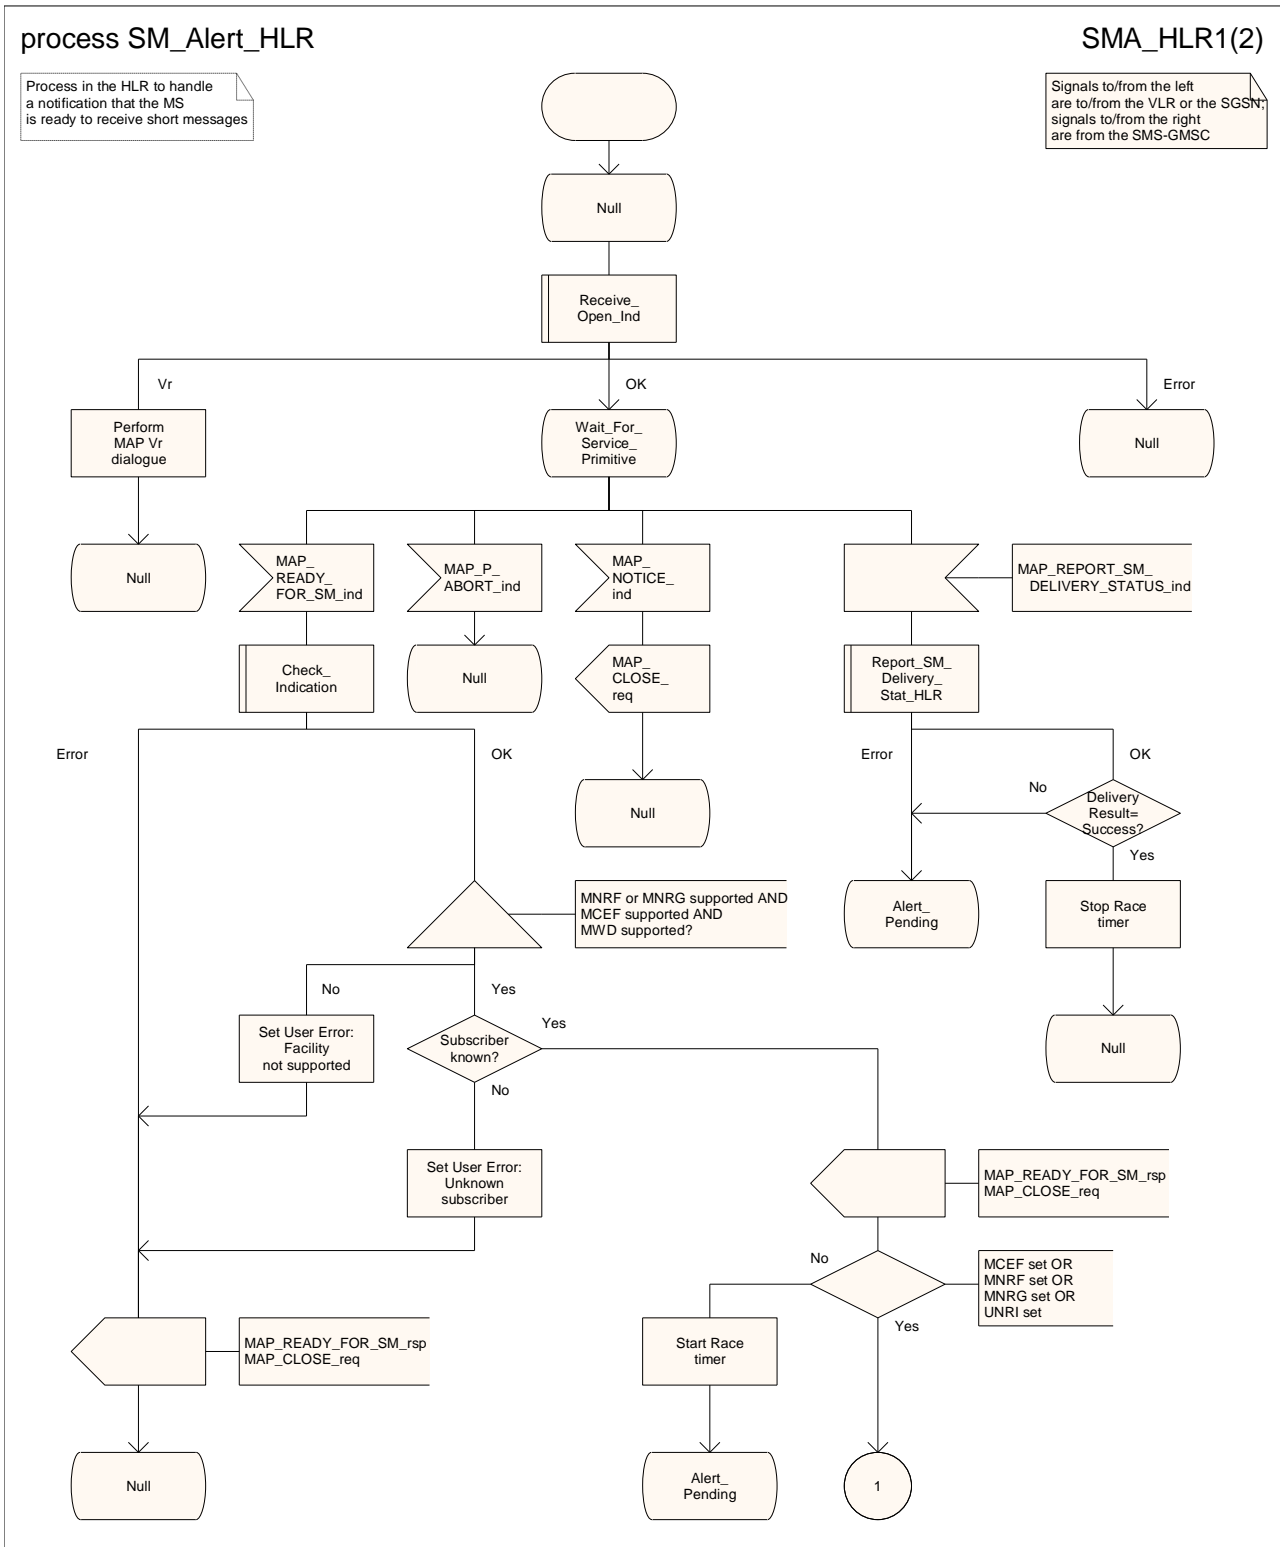 process SM_Alert_HLR
SMA_HLR1(2)
Process in the HLR to handle
a notification that the MS
is ready to receive short messages
Signals to/from the left
are to/from the VLR or the SGSN;
signals to/from the right
are from the SMS-GMSC
Null
Receive_
Open_Ind
Vr
OK
Error
Perform
MAP Vr
dialogue
Wait_For_
Service_
Primitive
Null
Null
MAP_
READY_
FOR_SM_ind
MAP_P_
ABORT_ind
MAP_
NOTICE_
ind
MAP_REPORT_SM_
DELIVERY_STATUS_ind
Check_
Indication
Null
MAP_
CLOSE_
req
Report_SM_
Delivery_
Stat_HLR
Error
OK
Error
OK
Null
No
Delivery
Result=
Success?
Yes
MNRF or MNRG supported AND
MCEF supported AND
MWD supported?
Alert_
Pending
Stop Race
timer
No
Yes
Set User Error:
Facility
not supported
Subscriber
known?
Yes
No
Null
Set User Error:
Unknown
subscriber
MAP_READY_FOR_SM_rsp
MAP_CLOSE_req
No
MCEF set OR
MNRF set OR
MNRG set OR
UNRI set
Yes
MAP_READY_FOR_SM_rsp
MAP_CLOSE_req
Start Race
timer
Null
Alert_
Pending
1